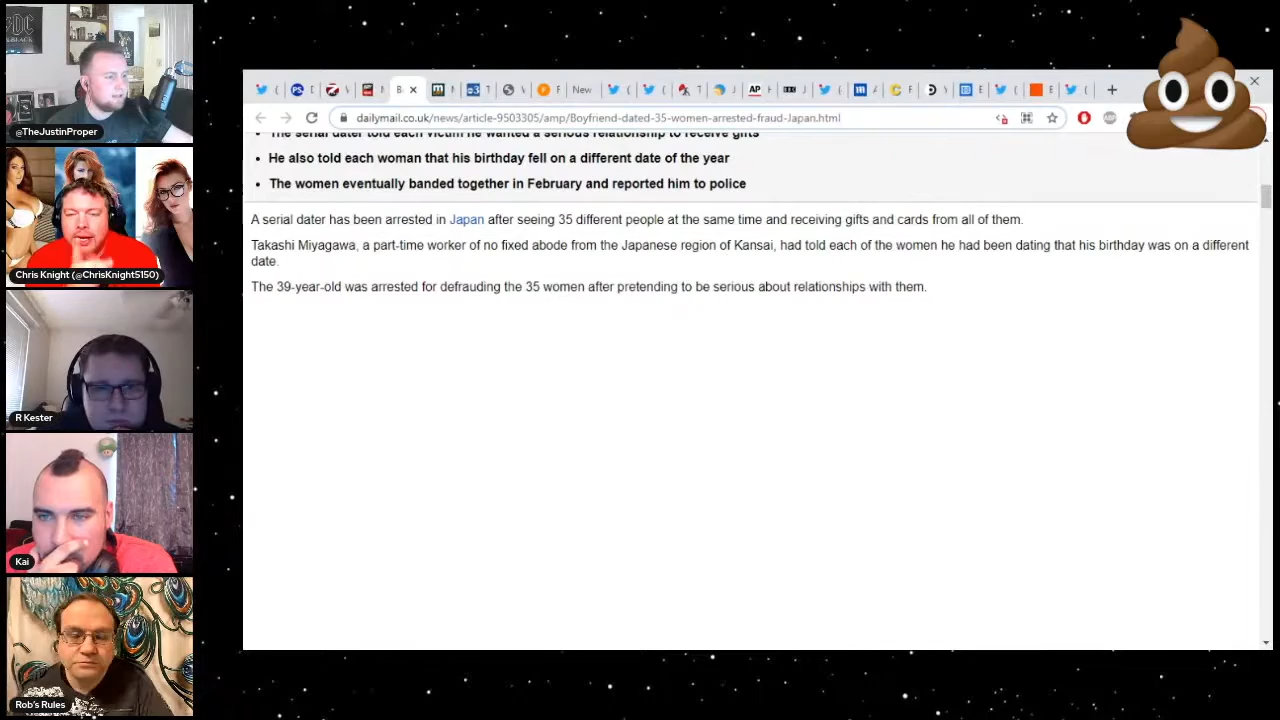 BLACK
@TheJustinProper
Chris Knight (@ChrisKnight5150)
R Kester
Kai
Rob's Rules
New
AP
BBC
dailymail.co.uk/news/article-9503305/amp/Boyfriend-dated-35-women-arrested-fraud-Japan.html
• The serial dater told each victim he wanted a serious relationship to receive gifts
• He also told each woman that his birthday fell on a different date of the year
• The women eventually banded together in February and reported him to police
A serial dater has been arrested in Japan after seeing 35 different people at the same time and receiving gifts and cards from all of them.
Takashi Miyagawa, a part-time worker of no fixed abode from the Japanese region of Kansai, had told each of the women he had been dating that his birthday was on a different
date.
The 39-year-old was arrested for defrauding the 35 women after pretending to be serious about relationships with them.